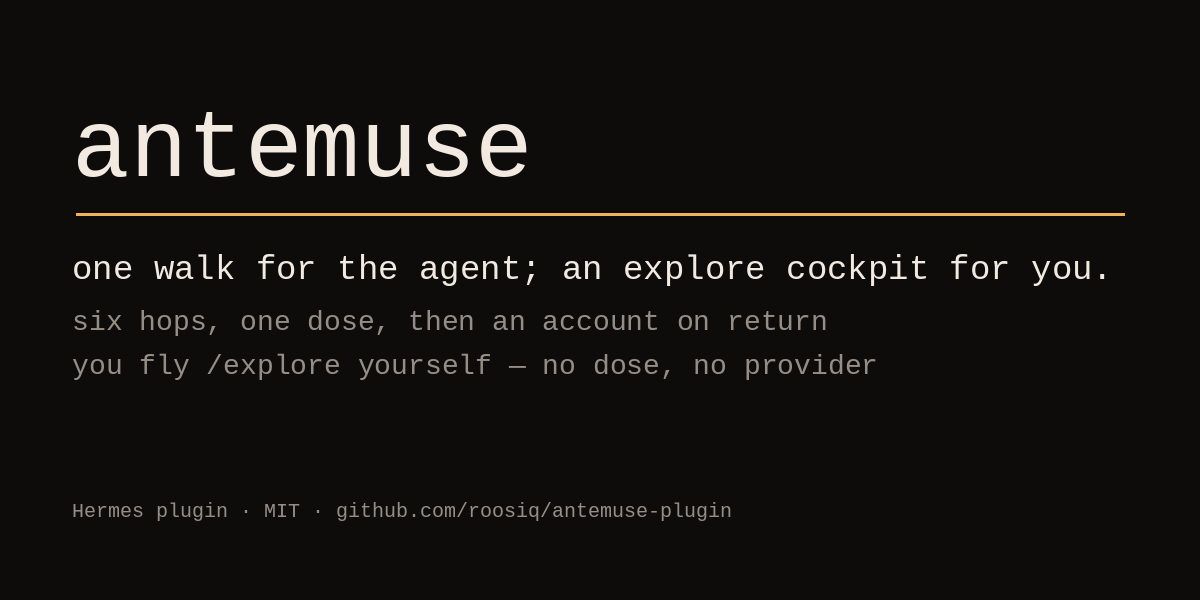 antemuse
one walk for the agent; an explore cockpit for you.
six hops, one dose, then an account on return
you fly /explore yourself — no dose, no provider
Hermes plugin · MIT · github.com/roosiq/antemuse-plugin